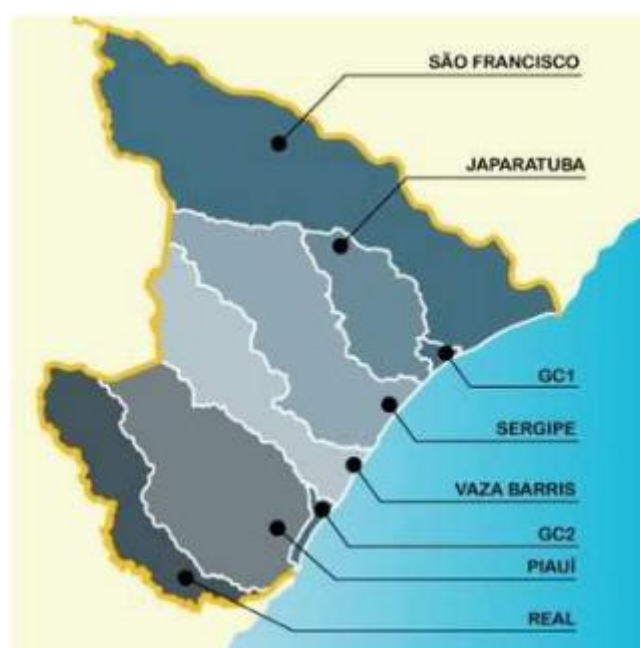 SÃO FRANCISCO
JAPARATUBA
GC1
SERGIPE
VAZA BARRIS
GC2
PIAUÍ
REAL